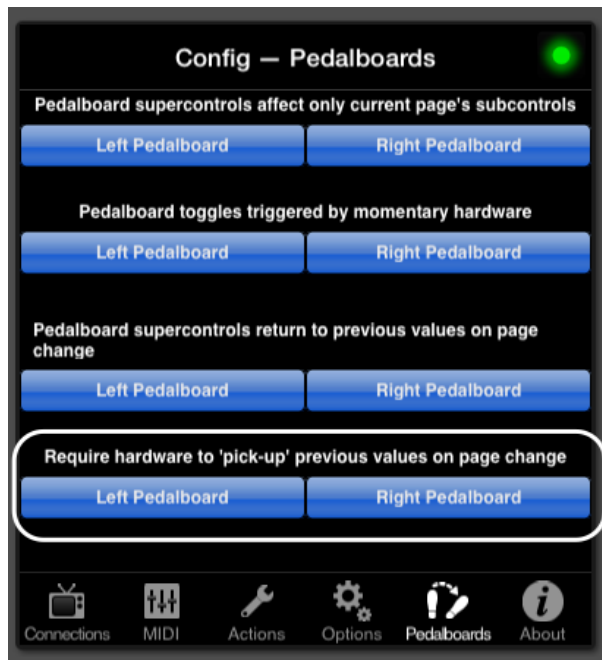 Config — Pedalboards
Pedalboard supercontrols affect only current page's subcontrols
Left Pedalboard
Right Pedalboard
Pedalboard toggles triggered by momentary hardware
Left Pedalboard
Right Pedalboard
Pedalboard supercontrols return to previous values on page
change
Left Pedalboard
Right Pedalboard
Require hardware to 'pick-up' previous values on page change
Left Pedalboard
Right Pedalboard
Connections
MIDI
Actions
Options
Pedalboards
About